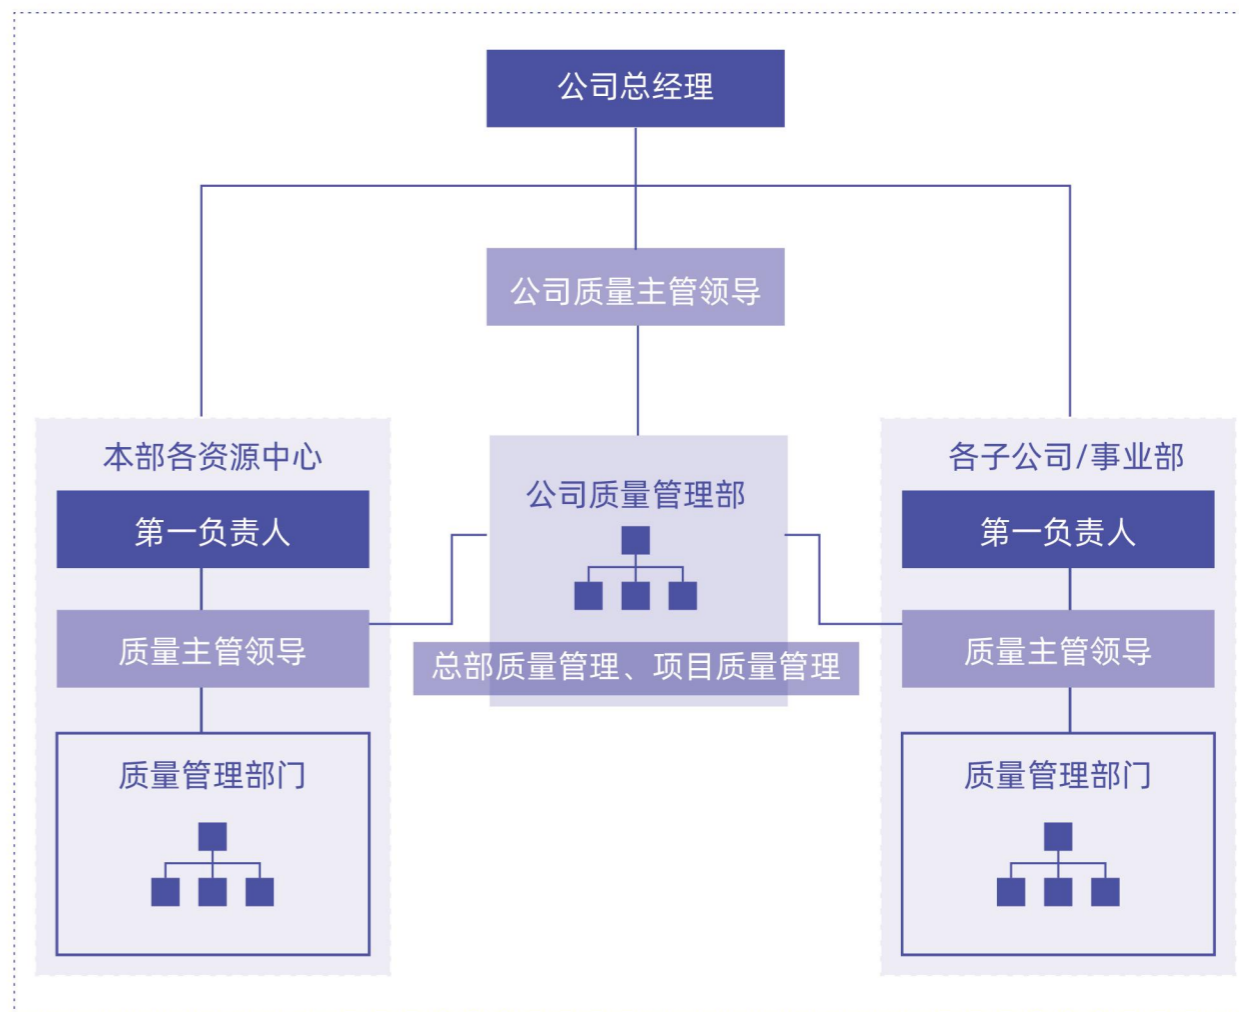 公司总经理
公司质量主管领导
本部各资源中心
第一负责人
质量主管领导
质量管理部门
公司质量管理部
总部质量管理、项目质量管理
各子公司/事业部
第一负责人
质量主管领导
质量管理部门